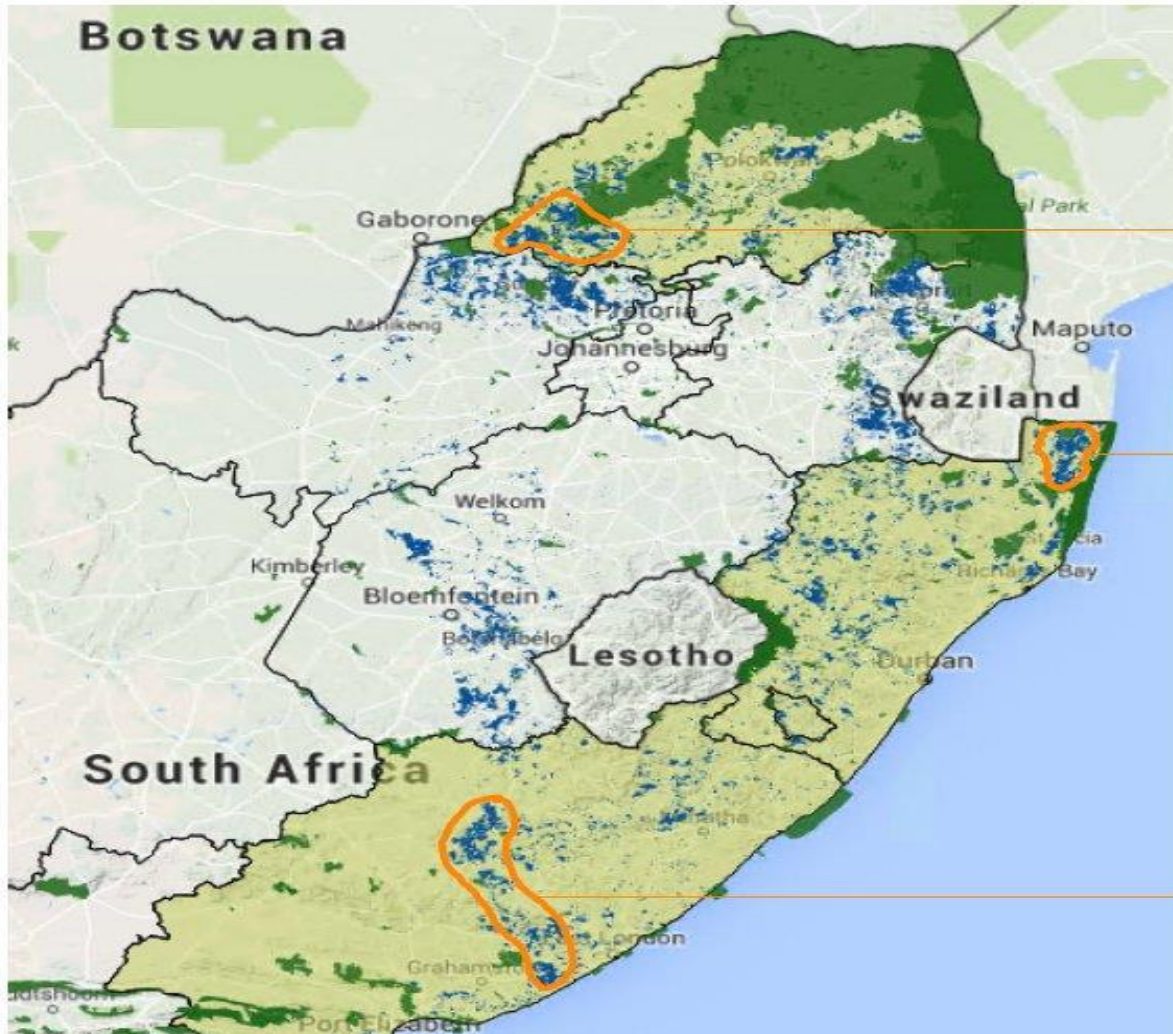 Botswana
Polokwane
Gaborone
al Park
Pretoria
Mahikeng
Johannesburg
Maputo
Swaziland
Welkom
Kimberley
Bloemfontein
Bay
Lesotho
Durban
South Africa
London
Port Elizabeth